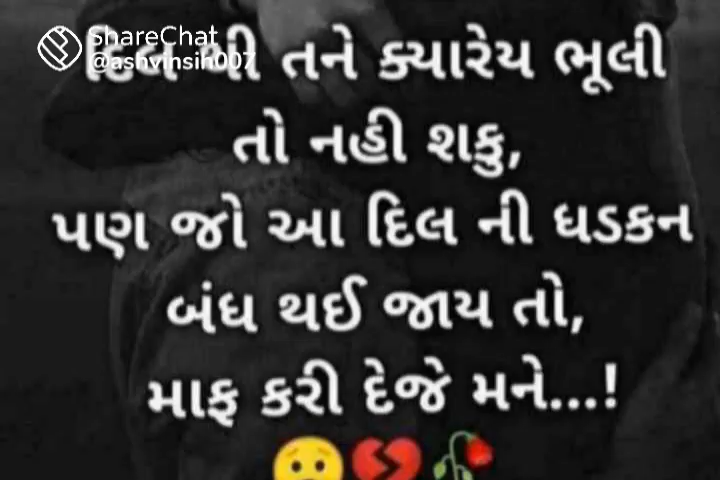 ShareChat
@ashvinsih007
દિલ થી તને ક્યારેય ભૂલી
તો નહી શકુ,
પણ જો આ દિલ ની ધડકન
બંધ થઈ જાય તો,
માફ કરી દેજે મને...!